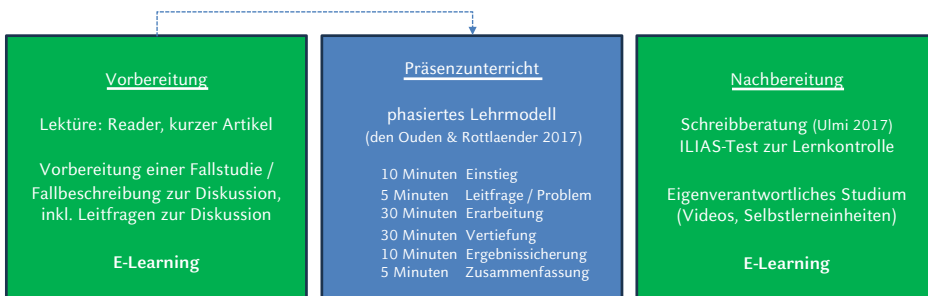 Vorbereitung
Lektüre: Reader, kurzer Artikel
Vorbereitung einer Fallstudie /
Fallbeschreibung zur Diskussion,
inkl. Leitfragen zur Diskussion
E-Learning
Präsenzunterricht
phasiertes Lehrmodell
(den Ouden & Rottlaender 2017)
10 Minuten Einstieg
5 Minuten Leitfrage / Problem
30 Minuten Erarbeitung
30 Minuten Vertiefung
10 Minuten Ergebnissicherung
5 Minuten Zusammenfassung
Nachbereitung
Schreibberatung (Ulmi 2017)
ILIAS-Test zur Lernkontrolle
Eigenverantwortliches Studium
(Videos, Selbstlerneinheiten)
E-Learning